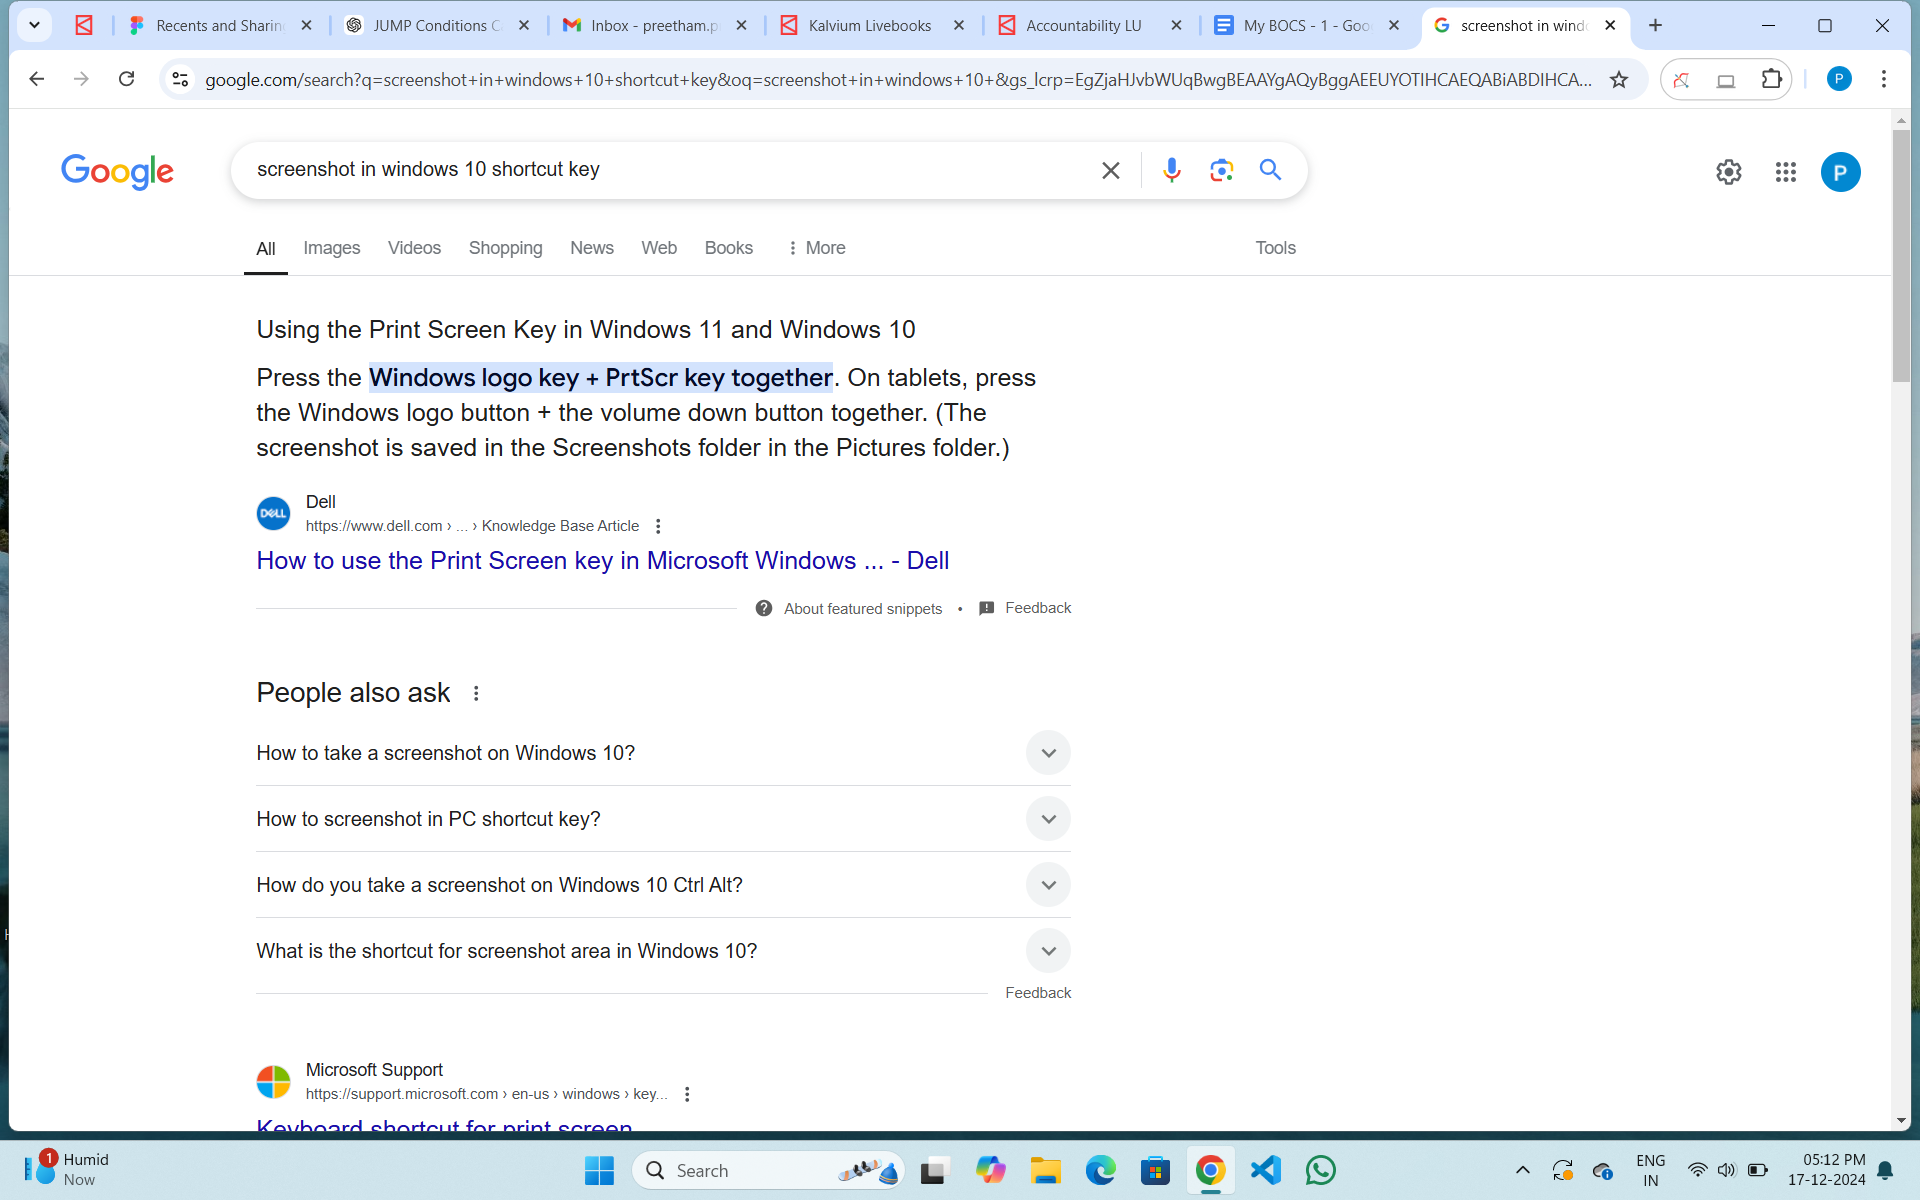 Recents and Sharing
JUMP Conditions C
Inbox - preetham.p
Kalvium Livebooks
Accountability LU
My BOCS - 1 - Goo
screenshot in wind
google.com/search?q=screenshot+in+windows+10+shortcut+key&oq=screenshot+in+windows+10+&gs_lcrp=EgZjaHJvbWUqBwgBEAAYgAQyBggAEEUYOTIHCAEQABiABDIHCA...
P
Google
screenshot in windows 10 shortcut key
P
All
Images
Videos
Shopping
News
Web
Books
More
Tools
Using the Print Screen Key in Windows 11 and Windows 10
Press the Windows logo key + PrtScr key together. On tablets, press
the Windows logo button + the volume down button together. (The
screenshot is saved in the Screenshots folder in the Pictures folder.)
DELL
Dell
https://www.dell.com › ... › Knowledge Base Article
How to use the Print Screen key in Microsoft Windows ... - Dell
About featured snippets • Feedback
People also ask
How to take a screenshot on Windows 10?
How to screenshot in PC shortcut key?
How do you take a screenshot on Windows 10 Ctrl Alt?
What is the shortcut for screenshot area in Windows 10?
Feedback
Microsoft Support
https://support.microsoft.com › en-us › windows › key...
Keyboard shortcut for print screen
1
Humid
Now
Search
ENG
IN
05:12 PM
17-12-2024